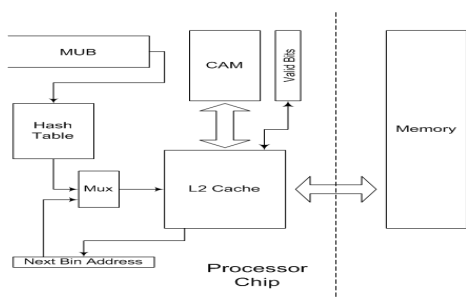 MUB
CAM
Valid Bits
Hash
Table
Memory
Mux
L2 Cache
Next Bin Address
Processor
Chip